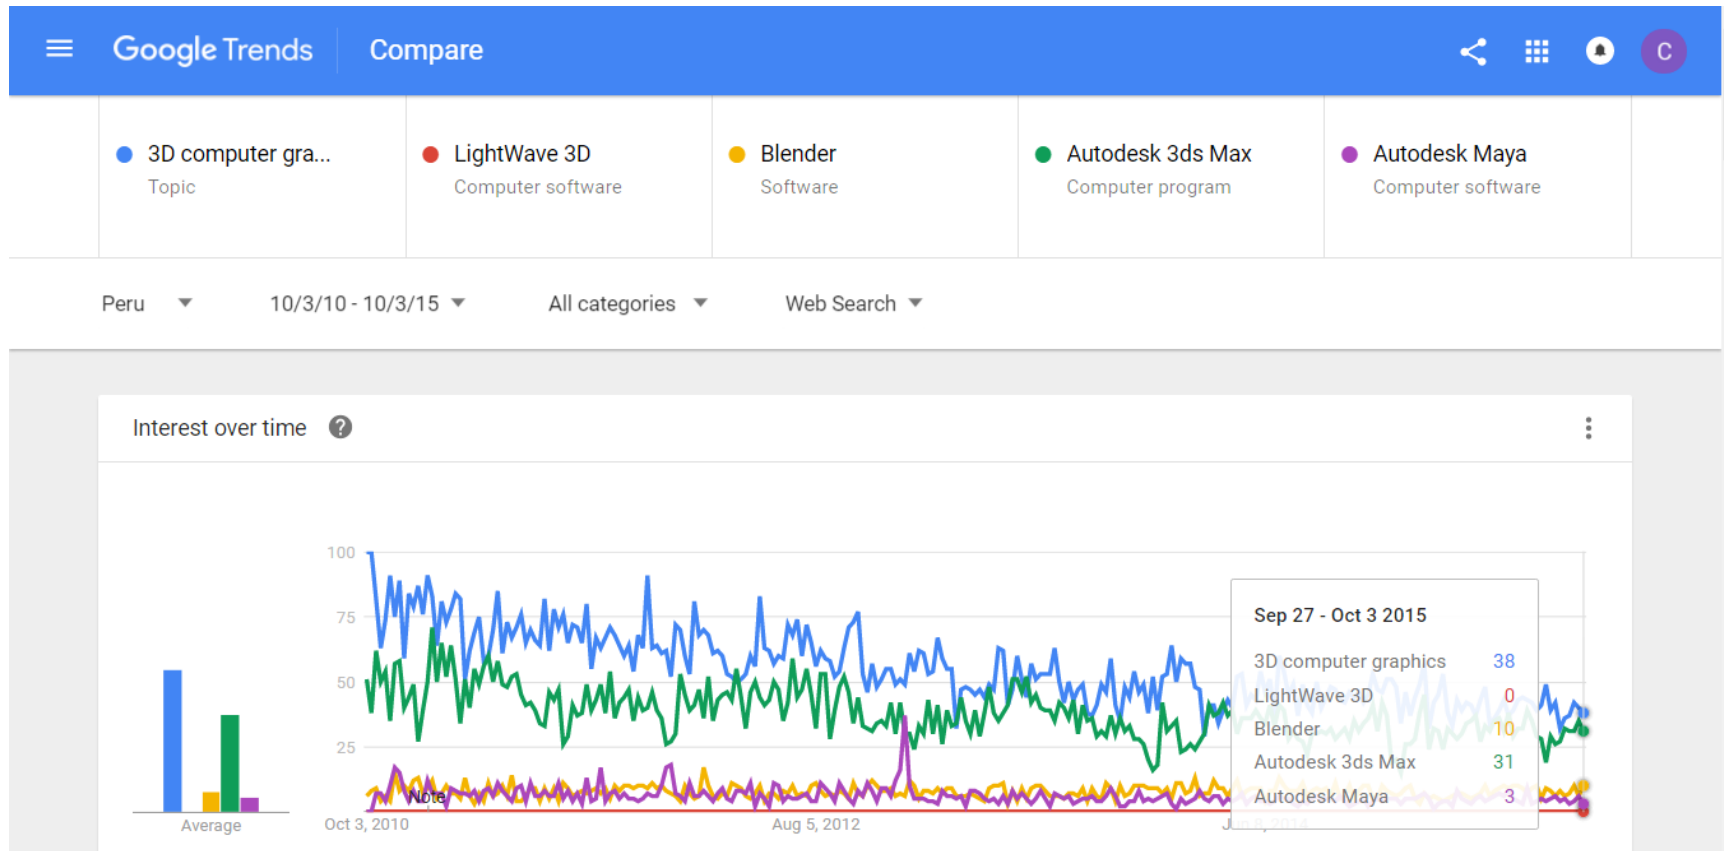 Google Trends Compare C
3D computer gra... LightWave 3D Blender Autodesk 3ds Max Autodesk Maya
Topic Computer software Software Computer program Computer software
Peru 10/3/10 - 10/3/15 All categories Web Search
Interest over time ?
100
75
50
25
Note
Average Oct 3, 2010 Aug 5, 2012 Jun 8, 2014
Sep 27 - Oct 3 2015
3D computer graphics 38
LightWave 3D 0
Blender 10
Autodesk 3ds Max 31
Autodesk Maya 3